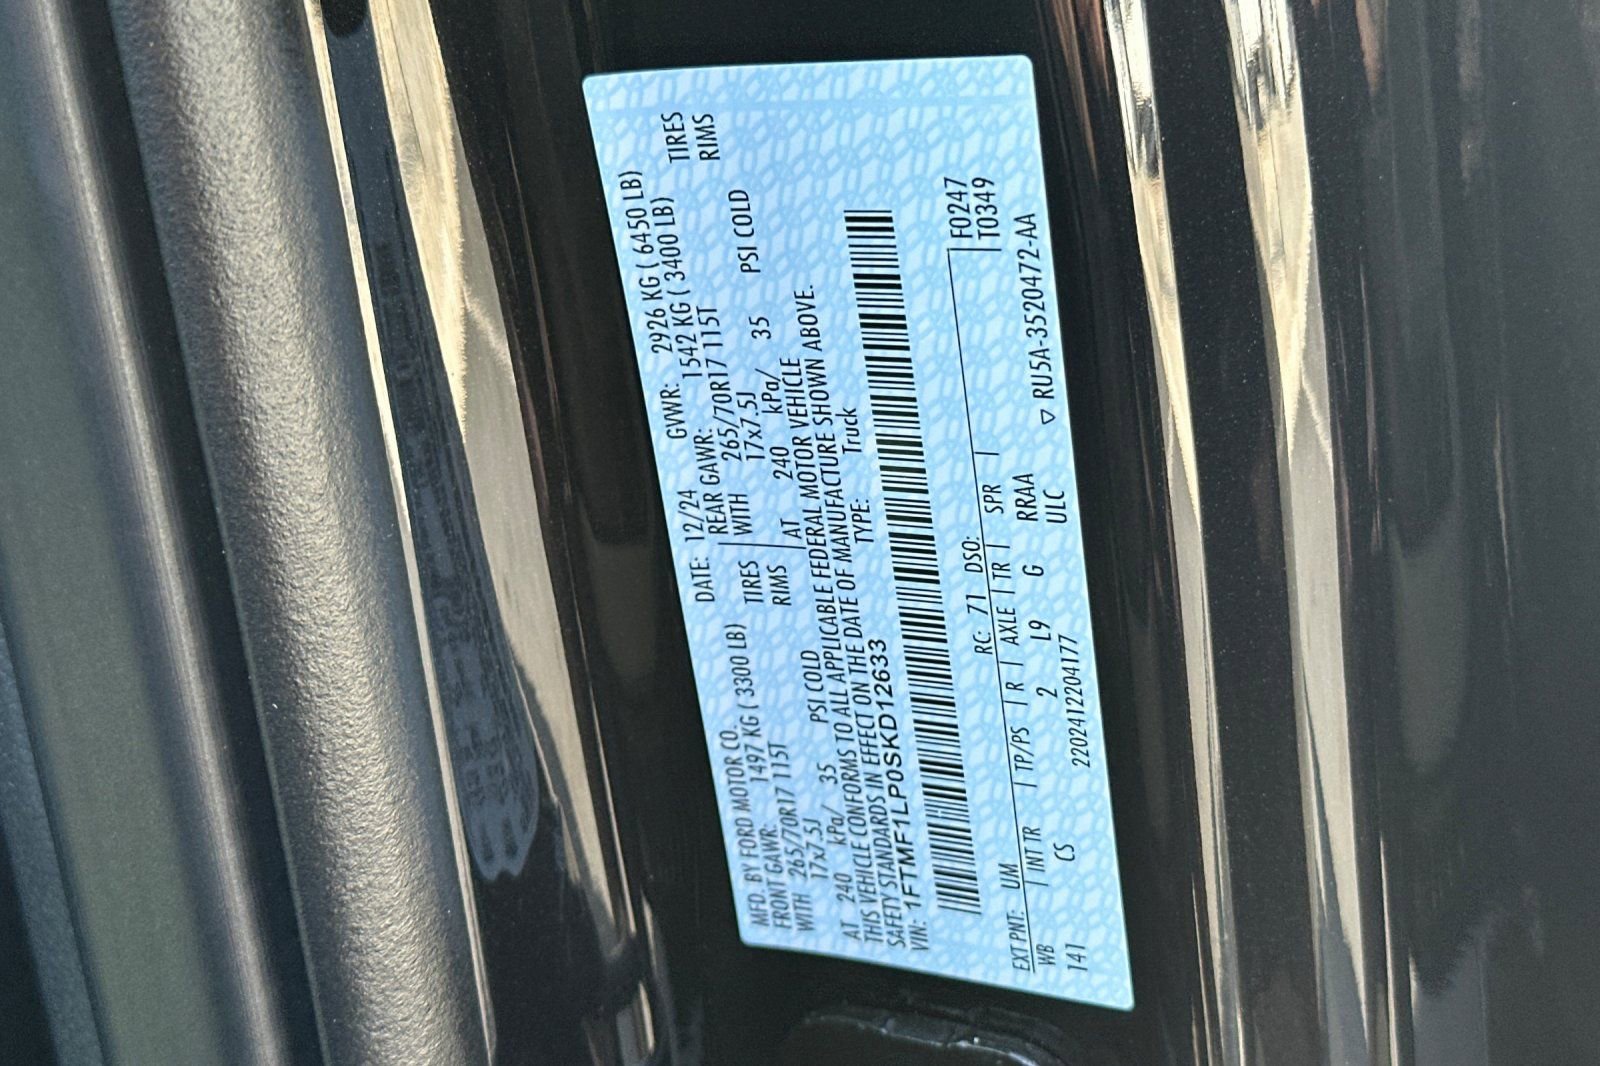 MFD. BY FORD MOTOR CO.
DATE: 12/24 GVWR: 2926 KG ( 6450 LB)
FRONT GAWR: 1497 KG ( 3300 LB) REAR GAWR: 1542 KG ( 3400 LB)
WITH 265/70R17 115T TIRES WITH 265/70R17 115T TIRES
17x7.5J RIMS 17x7.5J RIMS
AT 240 kPa/ 35 PSI COLD AT 240 kPa/ 35 PSI COLD
THIS VEHICLE CONFORMS TO ALL APPLICABLE FEDERAL MOTOR VEHICLE
SAFETY STANDARDS IN EFFECT ON THE DATE OF MANUFACTURE SHOWN ABOVE.
VIN: 1FTMF1LP0SKD12633 TYPE: Truck
F0247
T0349
EXT PNT: UM RC: 71 DSO:
WB INT TR TP/PS R AXLE TR SPR
141 CS 2 L9 G RRAA
2202412204177 ULC ▽ RU5A-3520472-AA